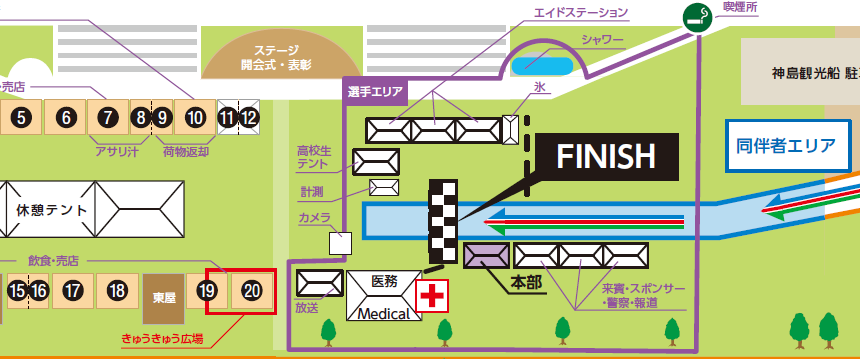 エイドステーション
喫煙所
シャワー
ステージ
開会式・表彰
神島観光船 駐
・売店
選手エリア
氷
5
6
7
8
9
10
11
12
同伴者エリア
アサリ汁
荷物返却
高校生
テント
FINISH
計測
休憩テント
カメラ
飲食・売店
本部
医務
Medical
放送
来賓・スポンサー
・警察・報道
15
16
17
18
東屋
19
20
きゅうきゅう広場